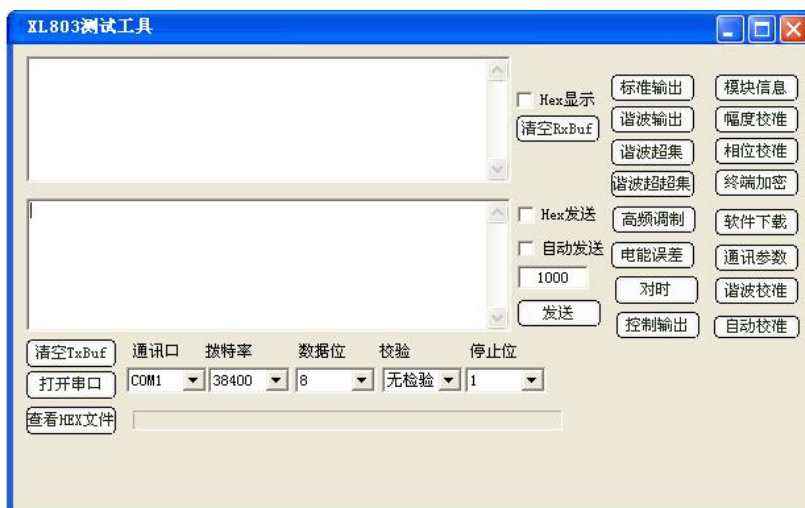 XL803测试工具
Hex显示
清空RxBuf
标准输出
模块信息
谐波输出
幅度校准
谐波超集
相位校准
谐波超超集
终端加密
Hex发送
高频调制
软件下载
自动发送
电能误差
通讯参数
1000
对时
谐波校准
发送
控制输出
自动校准
清空TxBuf
通讯口 拨特率 数据位 校验 停止位
打开串口
COM1 38400 8 无检验 1
查看HEX文件